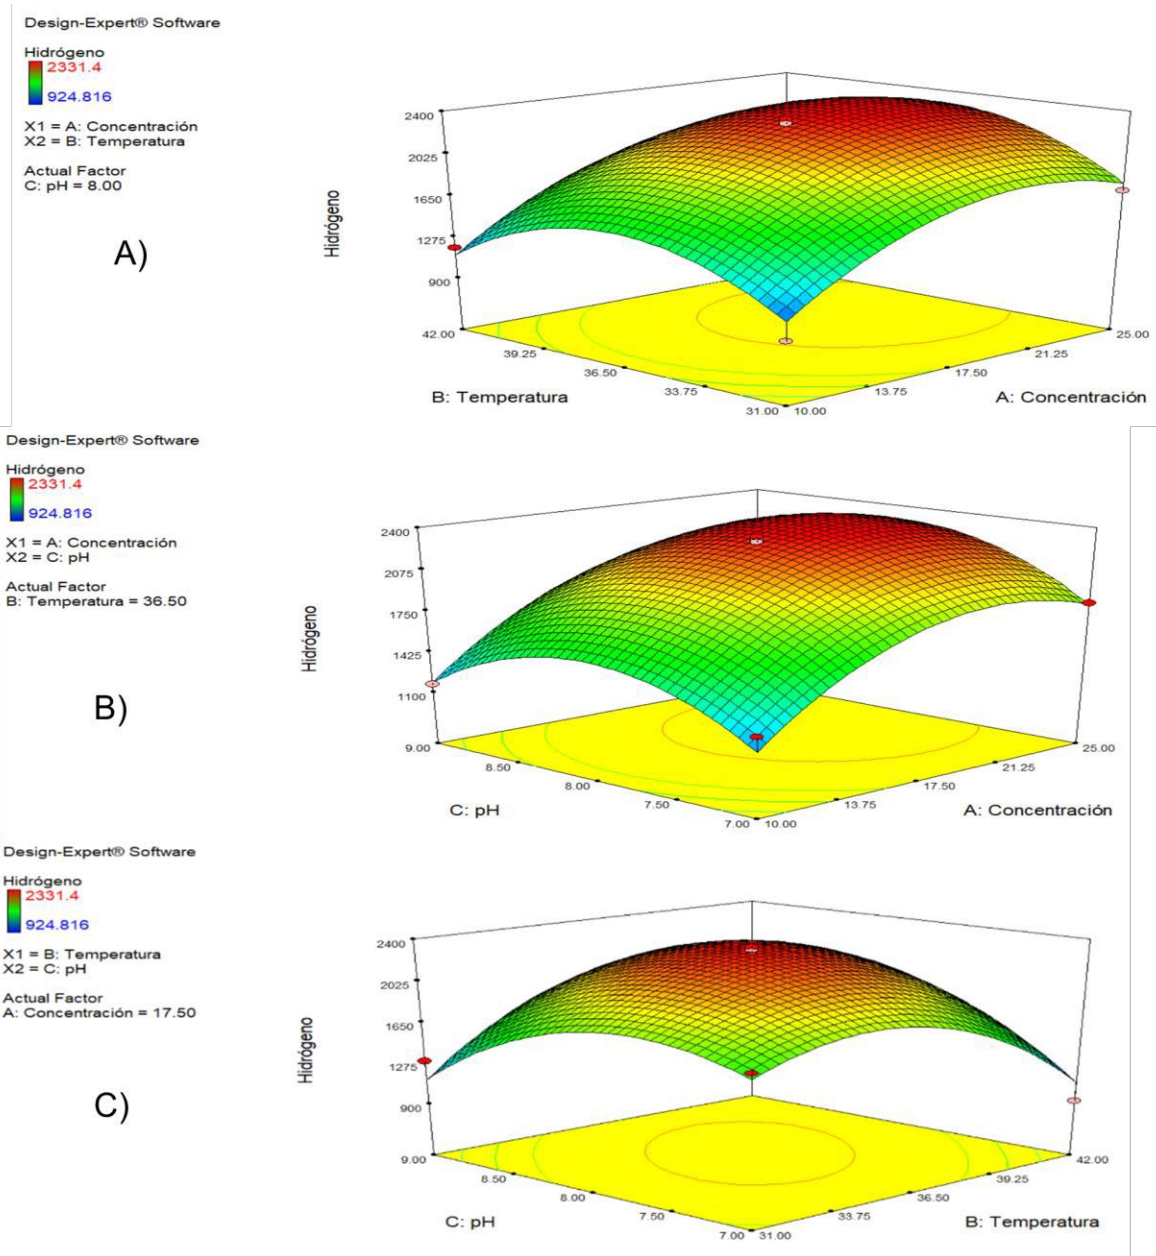 Design-Expert® Software
Hidrógeno
2331.4
924.816
X1 = A: Concentración
X2 = B: Temperatura
Actual Factor
C: pH = 8.00
A)
Hidrógeno
2400
2025
1650
1275
900
42.00
39.25
36.50
33.75
31.00
10.00
13.75
17.50
21.25
25.00
B: Temperatura
A: Concentración
Design-Expert® Software
Hidrógeno
2331.4
924.816
X1 = A: Concentración
X2 = C: pH
Actual Factor
B: Temperatura = 36.50
B)
Hidrógeno
2400
2075
1750
1425
1100
9.00
8.50
8.00
7.50
7.00
10.00
13.75
17.50
21.25
25.00
C: pH
A: Concentración
Design-Expert® Software
Hidrógeno
2331.4
924.816
X1 = B: Temperatura
X2 = C: pH
Actual Factor
A: Concentración = 17.50
C)
Hidrógeno
2400
2025
1650
1275
900
9.00
8.50
8.00
7.50
7.00
31.00
33.75
36.50
39.25
42.00
C: pH
B: Temperatura